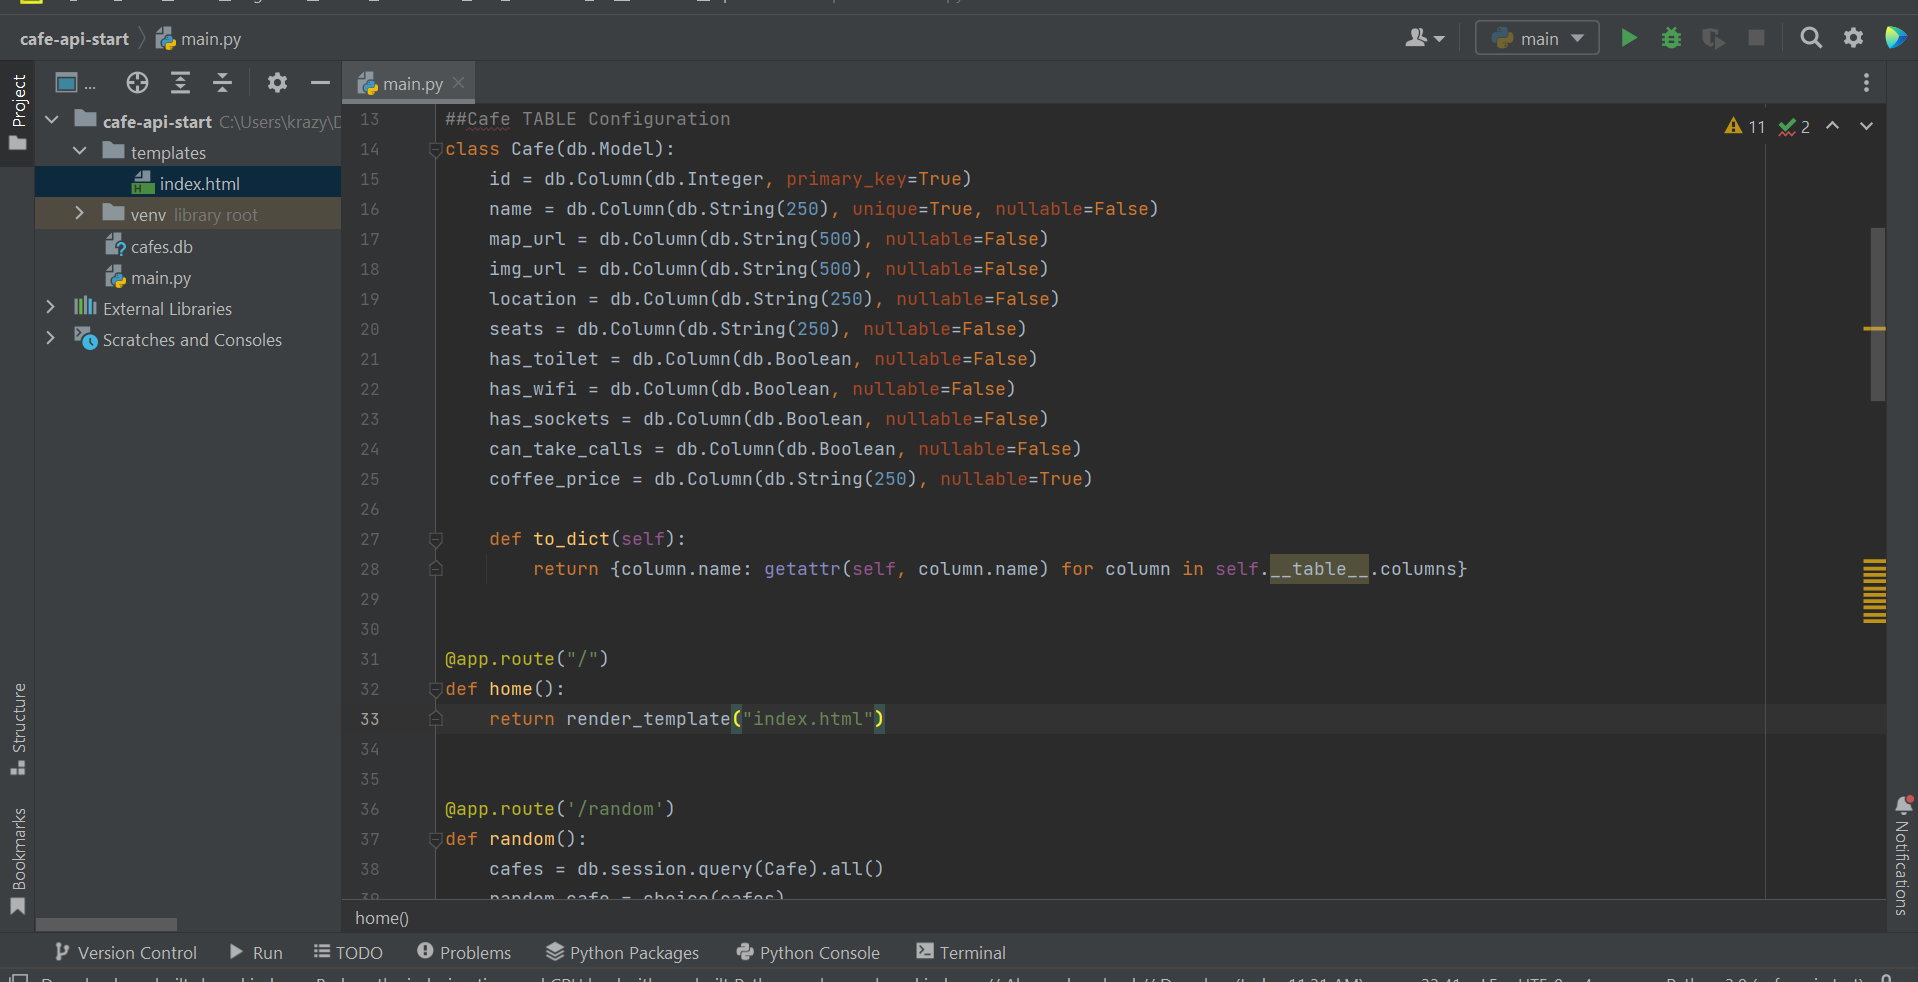 cafe-api-start
main.py
main
Project
...
main.py
cafe-api-start C:\Users\krazy\D
templates
index.html
venv library root
cafes.db
main.py
External Libraries
Scratches and Consoles
11 2
13 ##Cafe TABLE Configuration
14 class Cafe(db.Model):
15 id = db.Column(db.Integer, primary_key=True)
16 name = db.Column(db.String(250), unique=True, nullable=False)
17 map_url = db.Column(db.String(500), nullable=False)
18 img_url = db.Column(db.String(500), nullable=False)
19 location = db.Column(db.String(250), nullable=False)
20 seats = db.Column(db.String(250), nullable=False)
21 has_toilet = db.Column(db.Boolean, nullable=False)
22 has_wifi = db.Column(db.Boolean, nullable=False)
23 has_sockets = db.Column(db.Boolean, nullable=False)
24 can_take_calls = db.Column(db.Boolean, nullable=False)
25 coffee_price = db.Column(db.String(250), nullable=True)
26
27 def to_dict(self):
28 return {column.name: getattr(self, column.name) for column in self.__table__.columns}
29
30
31 @app.route("/")
32 def home():
33 return render_template("index.html")
34
35
36 @app.route('/random')
37 def random():
38 cafes = db.session.query(Cafe).all()
random_cafe = choice(cafes)
home()
Structure
Bookmarks
Notifications
Version Control
Run
TODO
Problems
Python Packages
Python Console
Terminal